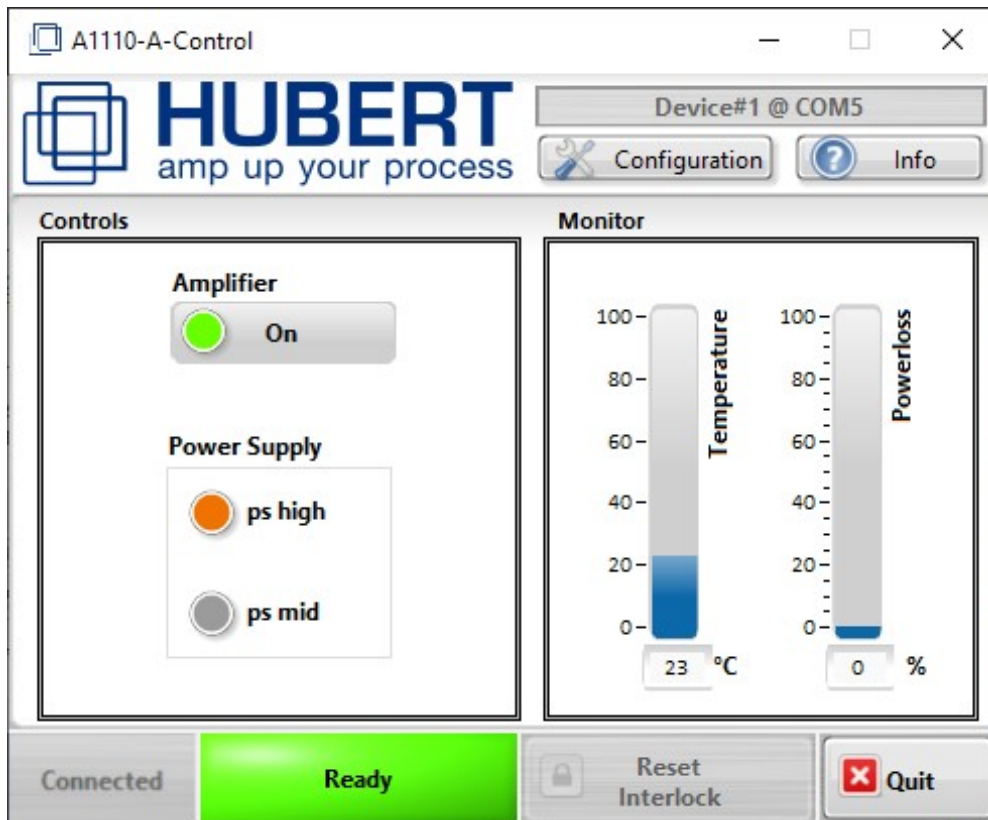 A1110-A-Control
HUBERT
amp up your process
Device#1 @ COM5
Configuration
Info
Controls
Amplifier
On
Power Supply
ps high
ps mid
Monitor
100
80
60
40
20
0
Temperature
23 °C
100
80
60
40
20
0
Powerloss
0 %
Connected
Ready
Reset
Interlock
Quit